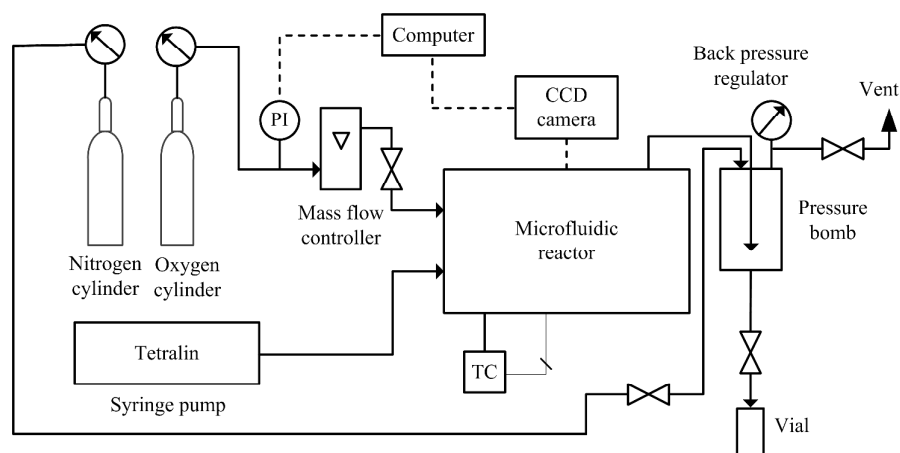 Computer
Back pressure
regulator
CCD
camera
Vent
PI
Mass flow
controller
Microfluidic
reactor
Pressure
bomb
Nitrogen
cylinder
Oxygen
cylinder
Tetralin
TC
Syringe pump
Vial